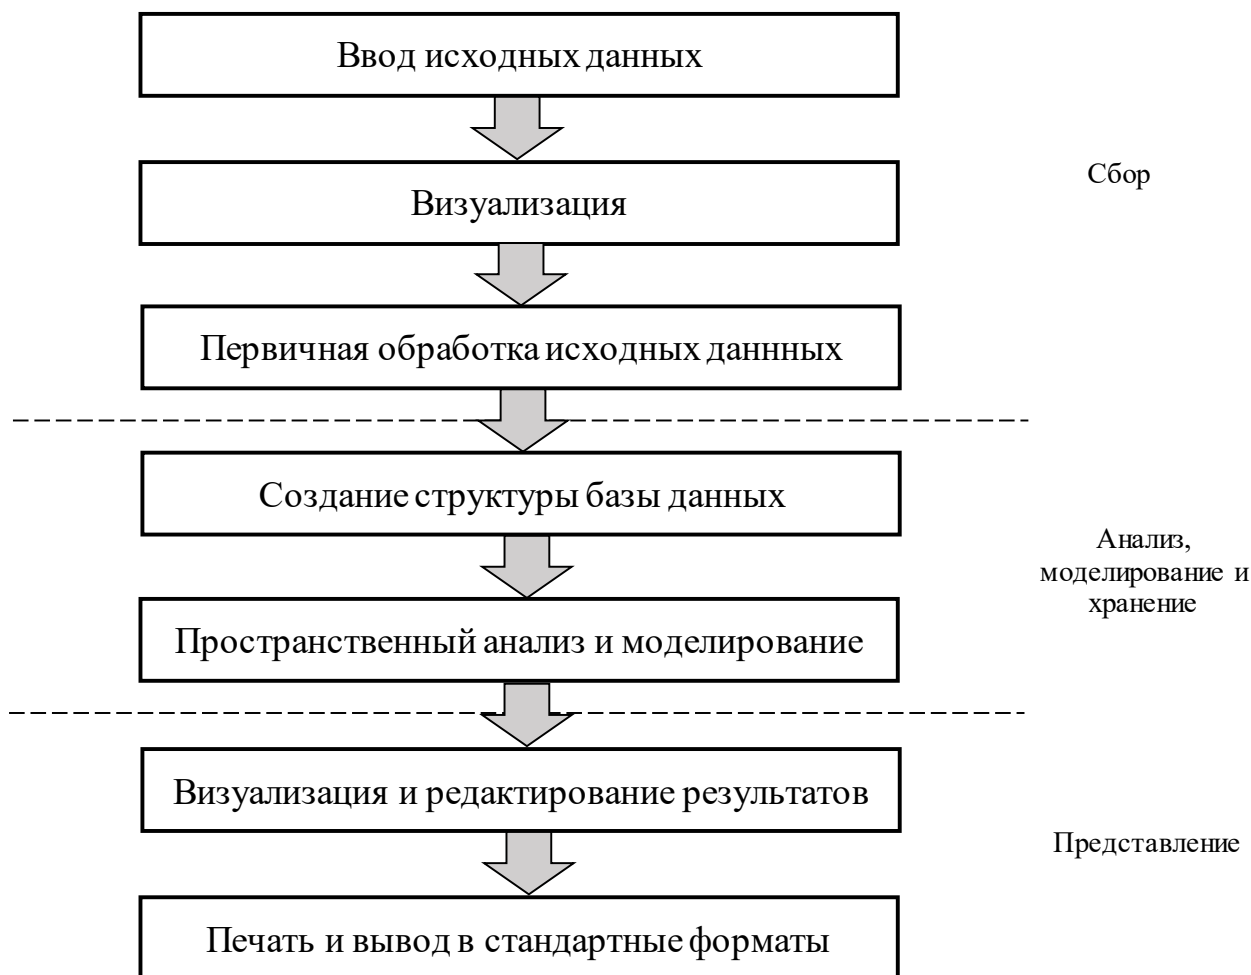 Ввод исходных данных
Сбор
Визуализация
Первичная обработка исходных даннных
Создание структуры базы данных
Анализ,
моделирование и
хранение
Пространственный анализ и моделирование
Визуализация и редактирование результатов
Представление
Печать и вывод в стандартные форматы